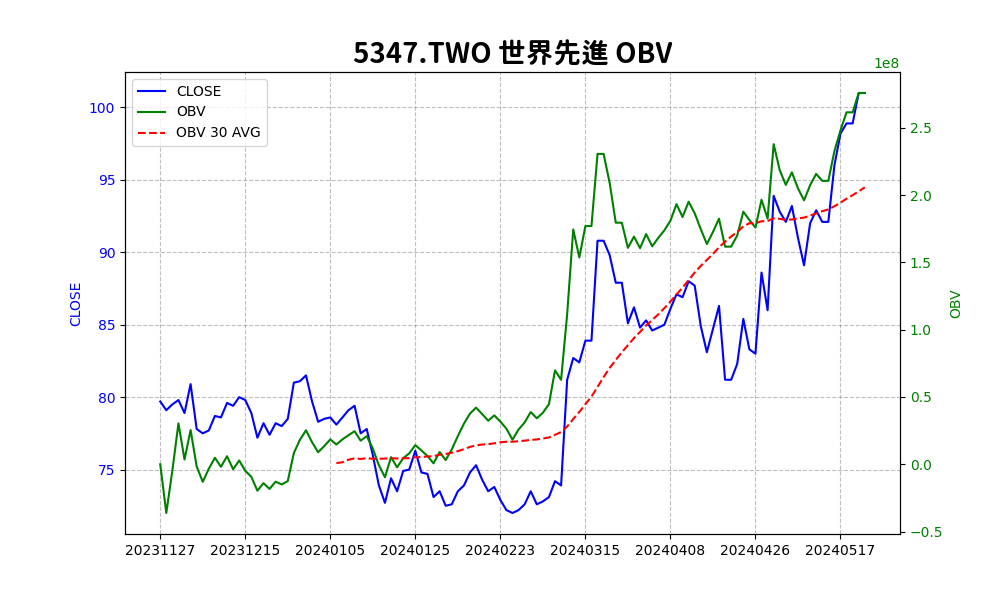 5347.TWO 世界先進 OBV
1e8
CLOSE
OBV
OBV 30 AVG
100
95
90
85
80
75
CLOSE
2.5
2.0
1.5
1.0
0.5
0.0
−0.5
OBV
20231127 20231215 20240105 20240125 20240223 20240315 20240408 20240426 20240517